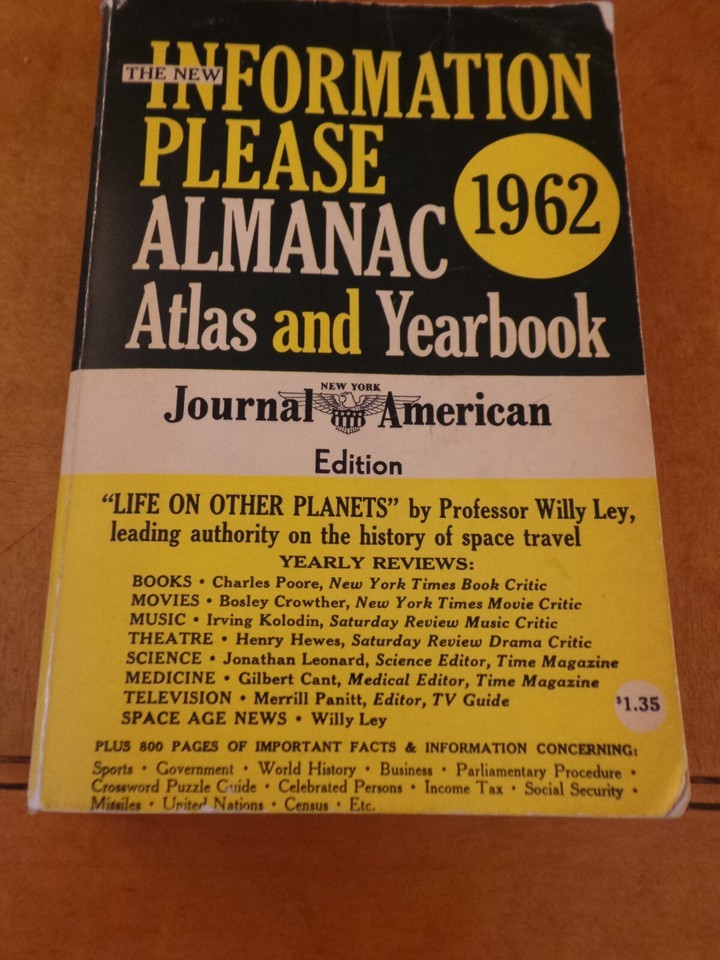 THE NEW
INFORMATION
PLEASE
1962
ALMANAC
Atlas and Yearbook
NEW YORK
Journal American
Edition
"LIFE ON OTHER PLANETS" by Professor Willy Ley,
leading authority on the history of space travel
YEARLY REVIEWS:
BOOKS • Charles Poore, New York Times Book Critic
MOVIES • Bosley Crowther, New York Times Movie Critic
MUSIC • Irving Kolodin, Saturday Review Music Critic
THEATRE • Henry Hewes, Saturday Review Drama Critic
SCIENCE • Jonathan Leonard, Science Editor, Time Magazine
MEDICINE • Gilbert Cant, Medical Editor, Time Magazine
TELEVISION • Merrill Panitt, Editor, TV Guide
SPACE AGE NEWS • Willy Ley
$1.35
PLUS 800 PAGES OF IMPORTANT FACTS & INFORMATION CONCERNING:
Sports • Government • World History • Business • Parliamentary Procedure •
Crossword Puzzle Guide • Celebrated Persons • Income Tax • Social Security •
Missiles • United Nations • Census • Etc.